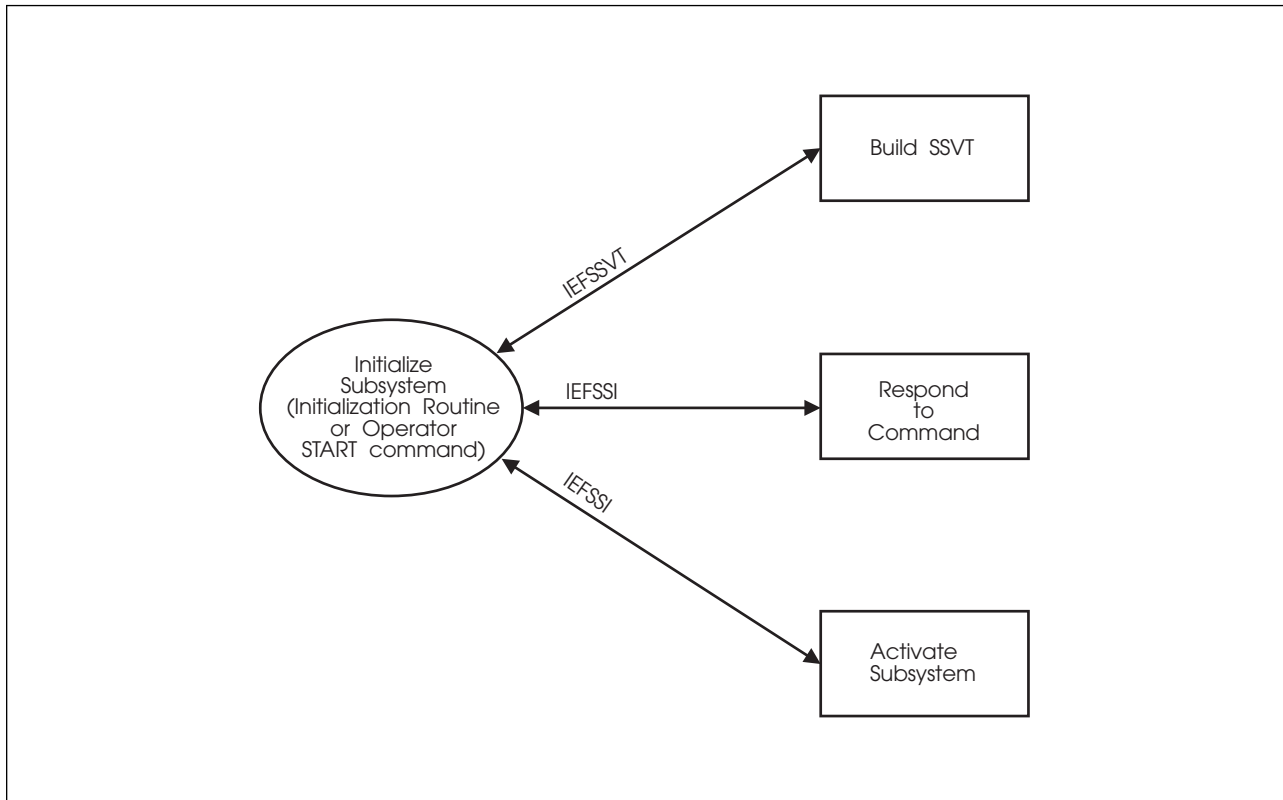 Build SSVT
IEFSSVT
Initialize
Subsystem
(Initialization Routine
or Operator
START command)
IEFSSI
Respond
to
Command
IEFSSI
Activate
Subsystem